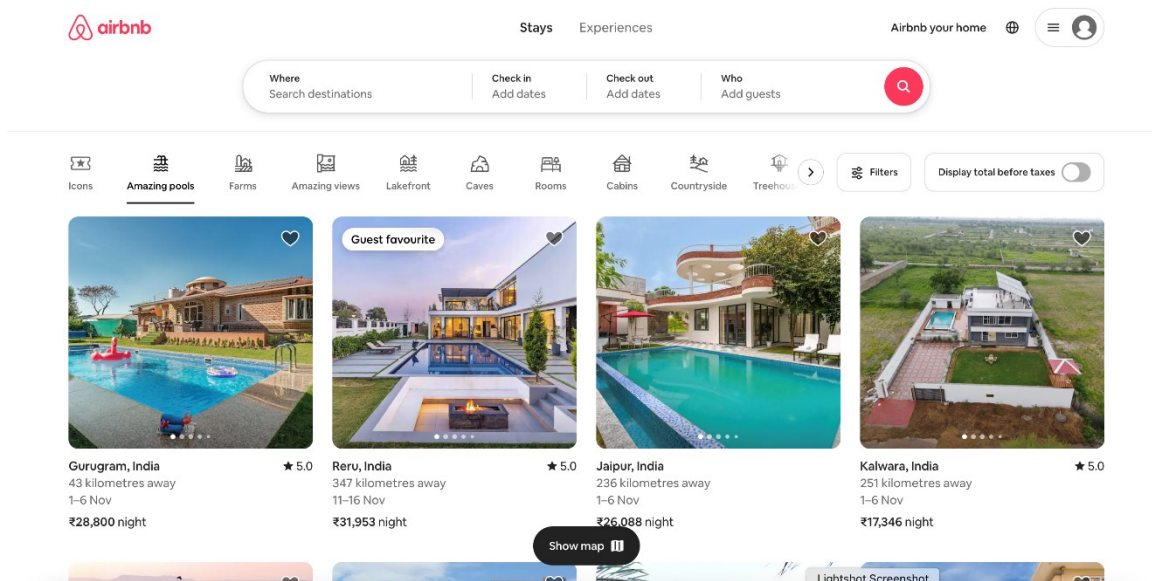 airbnb
Stays Experiences
Airbnb your home
Where Check in Check out Who
Search destinations Add dates Add dates Add guests
Icons Amazing pools Farms Amazing views Lakefront Caves Rooms Cabins Countryside
Filters
Display total before taxes
Guest favourite
Gurugram, India 5.0
43 kilometres away
1–6 Nov
₹28,800 night
Reru, India 5.0
347 kilometres away
11–16 Nov
₹31,953 night
Jaipur, India
236 kilometres away
1–6 Nov
₹26,088 night
Kalwara, India 5.0
251 kilometres away
1–6 Nov
₹17,346 night
Show map
Lightshot Screenshot